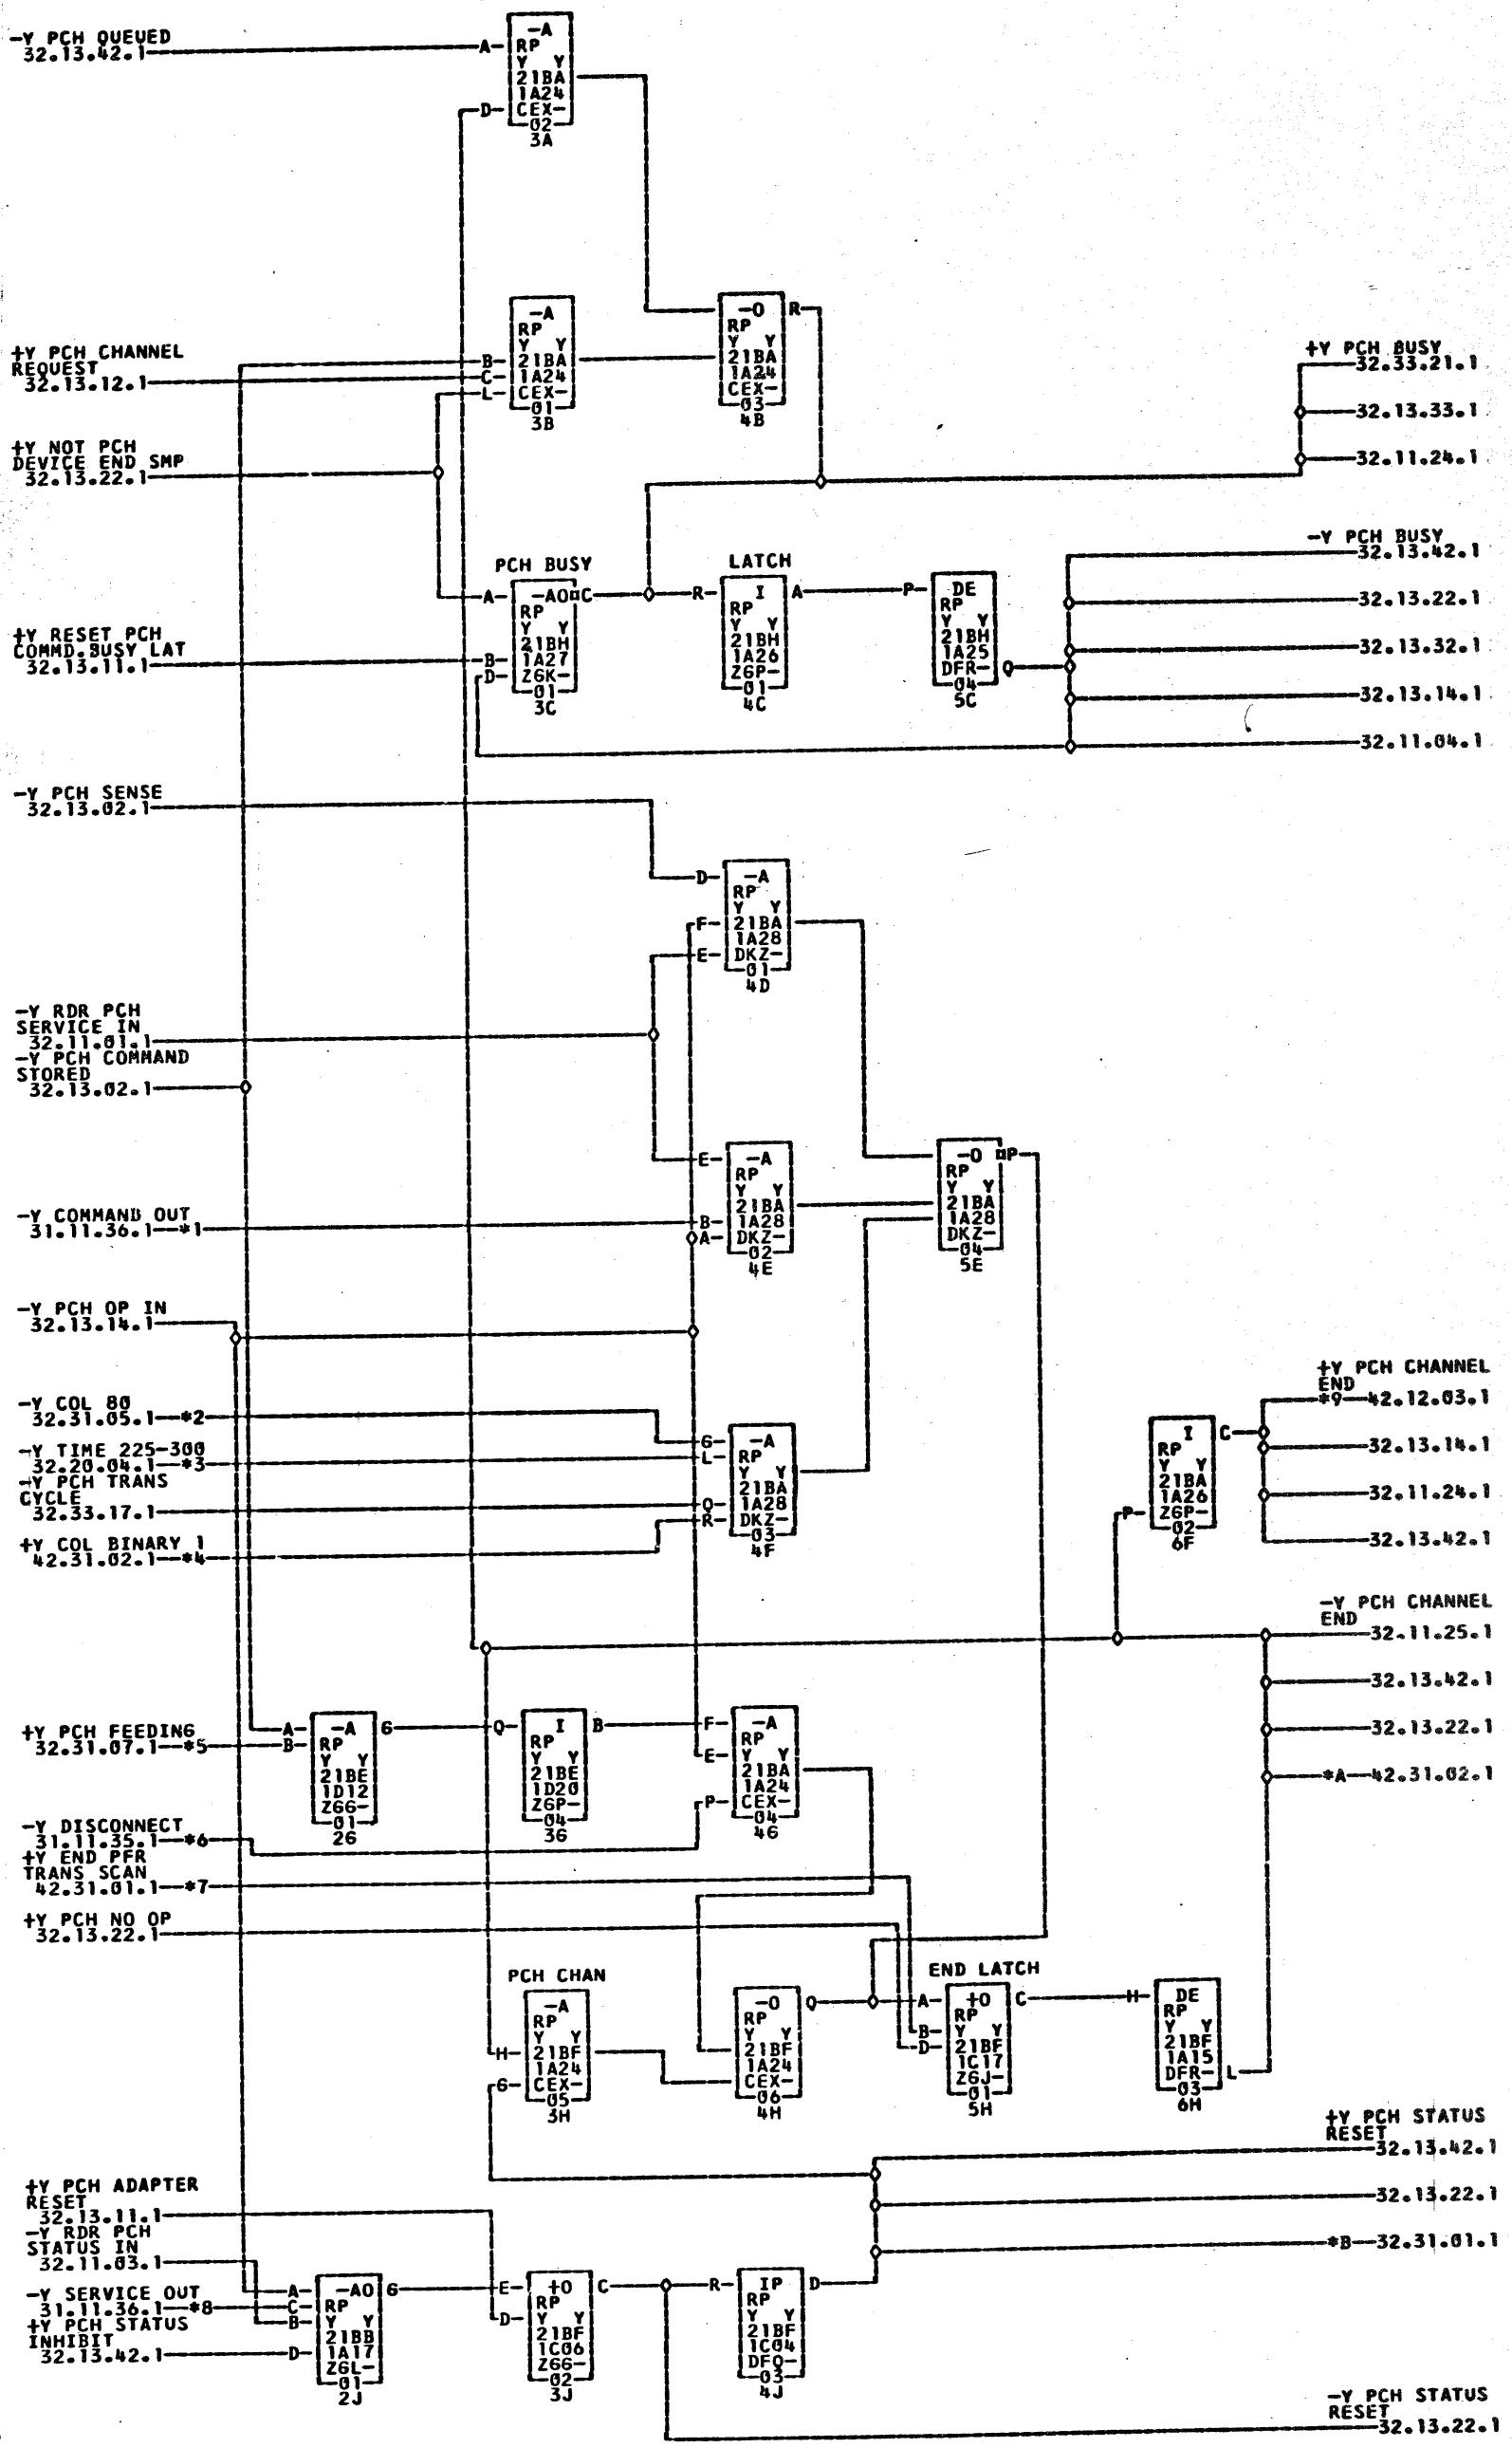 -Y PCH QUEUED
32.13.42.1
A-
-A
RP
Y Y
21BA
1A24
D-
CEX-
02
3A
+Y PCH CHANNEL
REQUEST
32.13.12.1
B-
C-
L-
-A
RP
Y Y
21BA
1A24
CEX-
01
3B
-O
R
RP
Y Y
21BA
1A24
CEX-
03
4B
+Y PCH BUSY
32.33.21.1
32.13.33.1
32.11.24.1
+Y NOT PCH
DEVICE END SMP
32.13.22.1
+Y RESET PCH
COMMD.BUSY LAT
32.13.11.1
PCH BUSY
A-
B-
D-
-AO
C
RP
Y Y
21BH
1A27
Z6K-
01
3C
LATCH
R-
I
A
RP
Y Y
21BH
1A26
Z6P-
01
4C
P-
DE
RP
Y Y
21BH
1A25
DFR-
Q
04
5C
-Y PCH BUSY
32.13.42.1
32.13.22.1
32.13.32.1
32.13.14.1
32.11.04.1
-Y PCH SENSE
32.13.02.1
D-
F-
E-
-A
RP
Y Y
21BA
1A28
DKZ-
01
4D
-Y RDR PCH
SERVICE IN
32.11.01.1
-Y PCH COMMAND
STORED
32.13.02.1
-Y COMMAND OUT
31.11.36.1—*1
E-
B-
A-
-A
RP
Y Y
21BA
1A28
DKZ-
02
4E
-O
P
RP
Y Y
21BA
1A28
DKZ-
04
5E
-Y PCH OP IN
32.13.14.1
-Y COL 80
32.31.05.1—*2
-Y TIME 225-300
32.20.04.1—*3
-Y PCH TRANS
CYCLE
32.33.17.1
+Y COL BINARY 1
42.31.02.1—*4
G-
L-
Q-
R-
-A
RP
Y Y
21BA
1A28
DKZ-
03
4F
P-
I
C
RP
Y Y
21BA
1A26
Z6P-
02
6F
+Y PCH CHANNEL
END
*9—42.12.03.1
32.13.14.1
32.11.24.1
32.13.42.1
-Y PCH CHANNEL
END
32.11.25.1
32.13.42.1
32.13.22.1
*A—42.31.02.1
+Y PCH FEEDING
32.31.07.1—*5
A-
B-
-A
G
RP
Y Y
21BE
1D12
Z6G-
01
2G
Q-
I
B
RP
Y Y
21BE
1D20
Z6P-
04
3G
F-
E-
P-
-A
RP
Y Y
21BA
1A24
CEX-
04
4G
-Y DISCONNECT
31.11.35.1—*6
+Y END PFR
TRANS SCAN
42.31.01.1—*7
+Y PCH NO OP
32.13.22.1
PCH CHAN
H-
G-
-A
RP
Y Y
21BF
1A24
CEX-
05
3H
-O
Q
RP
Y Y
21BF
1A24
CEX-
06
4H
END LATCH
A-
B-
D-
+O
C
RP
Y Y
21BF
1C17
Z6J-
01
5H
H-
DE
RP
Y Y
21BF
1A15
DFR-
L
03
6H
+Y PCH STATUS
RESET
32.13.42.1
32.13.22.1
*B—32.31.01.1
+Y PCH ADAPTER
RESET
32.13.11.1
-Y RDR PCH
STATUS IN
32.11.03.1
-Y SERVICE OUT
31.11.36.1—*8
+Y PCH STATUS
INHIBIT
32.13.42.1
A-
C-
B-
D-
-AO
G
RP
Y Y
21BB
1A17
Z6L-
01
2J
E-
D-
+O
C
RP
Y Y
21BF
1C06
Z6G-
02
3J
R-
IP
D
RP
Y Y
21BF
1C04
DFQ-
03
4J
-Y PCH STATUS
RESET
32.13.22.1